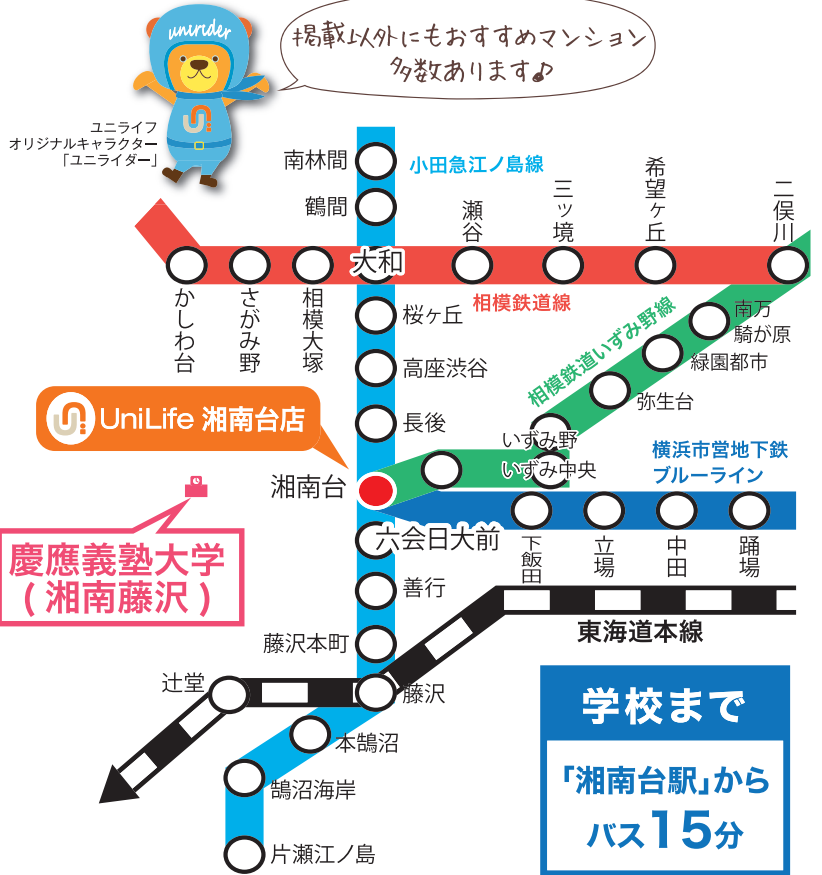 unirider
掲載以外にもおすすめマンション
多数あります♪
ユニライフ
オリジナルキャラクター
「ユニライダー」
南林間
小田急江ノ島線
鶴間
瀬谷
三ッ境
希望ヶ丘
二俣川
大和
かしわ台
さがみ野
相模大塚
相模鉄道線
桜ヶ丘
南万
騎が原
相模鉄道いずみ野線
緑園都市
高座渋谷
弥生台
UniLife 湘南台店
長後
いずみ野
いずみ中央
横浜市営地下鉄
ブルーライン
湘南台
六会日大前
下飯田
立場
中田
踊場
慶應義塾大学
(湘南藤沢)
善行
東海道本線
藤沢本町
辻堂
藤沢
本鵠沼
鵠沼海岸
片瀬江ノ島
学校まで
「湘南台駅」から
バス15分